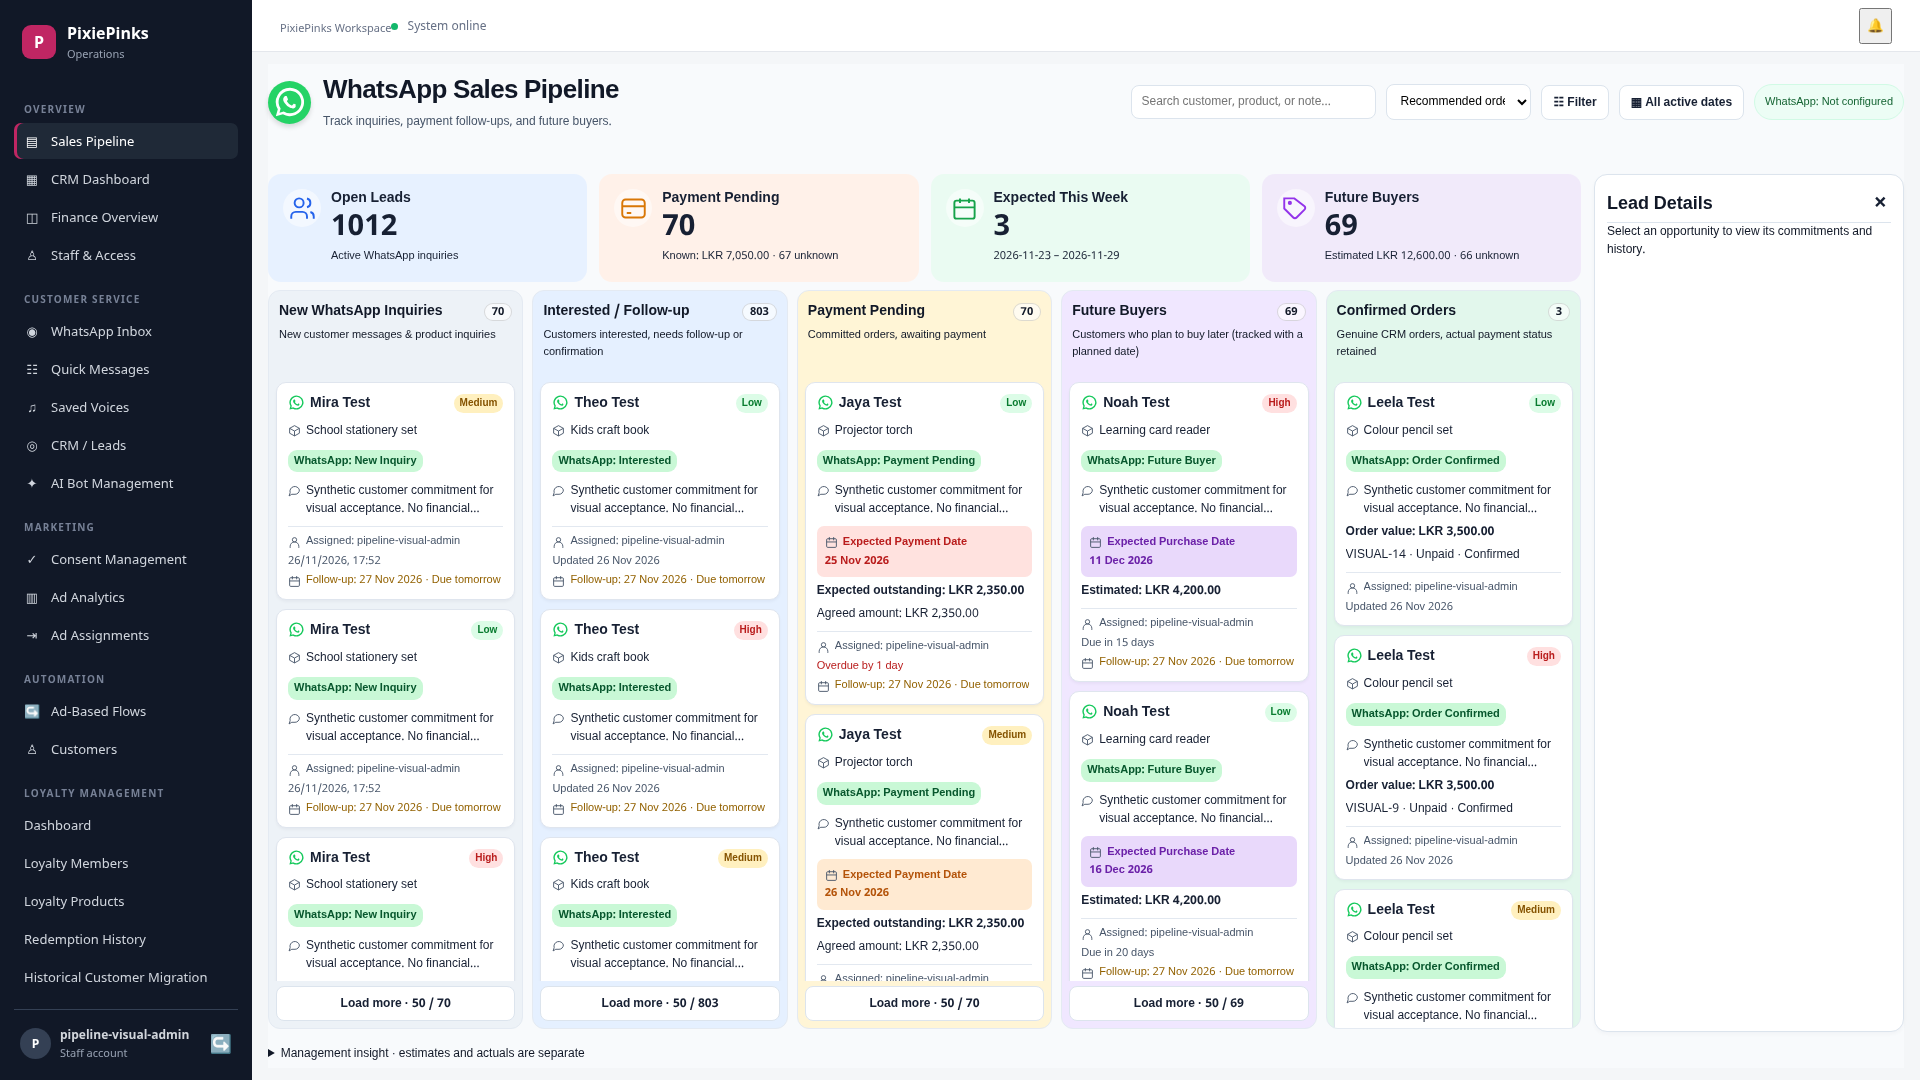 P
PixiePinks
Operations
OVERVIEW
Sales Pipeline
CRM Dashboard
Finance Overview
Staff & Access
CUSTOMER SERVICE
WhatsApp Inbox
Quick Messages
Saved Voices
CRM / Leads
AI Bot Management
MARKETING
Consent Management
Ad Analytics
Ad Assignments
AUTOMATION
Ad-Based Flows
Customers
LOYALTY MANAGEMENT
Dashboard
Loyalty Members
Loyalty Products
Redemption History
Historical Customer Migration
P
pipeline-visual-admin
Staff account
PixiePinks Workspace
System online
WhatsApp Sales Pipeline
Track inquiries, payment follow-ups, and future buyers.
Search customer, product, or note...
Recommended orde
Filter
All active dates
WhatsApp: Not configured
Open Leads
1012
Active WhatsApp inquiries
Payment Pending
70
Known: LKR 7,050.00 · 67 unknown
Expected This Week
3
2026-11-23 – 2026-11-29
Future Buyers
69
Estimated LKR 12,600.00 · 66 unknown
New WhatsApp Inquiries 70
New customer messages & product inquiries
Mira Test Medium
School stationery set
WhatsApp: New Inquiry
Synthetic customer commitment for
visual acceptance. No financial...
Assigned: pipeline-visual-admin
26/11/2026, 17:52
Follow-up: 27 Nov 2026 · Due tomorrow
Mira Test Low
School stationery set
WhatsApp: New Inquiry
Synthetic customer commitment for
visual acceptance. No financial...
Assigned: pipeline-visual-admin
26/11/2026, 17:52
Follow-up: 27 Nov 2026 · Due tomorrow
Mira Test High
School stationery set
WhatsApp: New Inquiry
Synthetic customer commitment for
visual acceptance. No financial...
Load more · 50 / 70
Interested / Follow-up 803
Customers interested, needs follow-up or
confirmation
Theo Test Low
Kids craft book
WhatsApp: Interested
Synthetic customer commitment for
visual acceptance. No financial...
Assigned: pipeline-visual-admin
Updated 26 Nov 2026
Follow-up: 27 Nov 2026 · Due tomorrow
Theo Test High
Kids craft book
WhatsApp: Interested
Synthetic customer commitment for
visual acceptance. No financial...
Assigned: pipeline-visual-admin
Updated 26 Nov 2026
Follow-up: 27 Nov 2026 · Due tomorrow
Theo Test Medium
Kids craft book
WhatsApp: Interested
Synthetic customer commitment for
visual acceptance. No financial...
Load more · 50 / 803
Payment Pending 70
Committed orders, awaiting payment
Jaya Test Low
Projector torch
WhatsApp: Payment Pending
Synthetic customer commitment for
visual acceptance. No financial...
Expected Payment Date
25 Nov 2026
Expected outstanding: LKR 2,350.00
Agreed amount: LKR 2,350.00
Assigned: pipeline-visual-admin
Overdue by 1 day
Follow-up: 27 Nov 2026 · Due tomorrow
Jaya Test Medium
Projector torch
WhatsApp: Payment Pending
Synthetic customer commitment for
visual acceptance. No financial...
Expected Payment Date
26 Nov 2026
Expected outstanding: LKR 2,350.00
Agreed amount: LKR 2,350.00
Assigned: pipeline-visual-admin
Load more · 50 / 70
Future Buyers 69
Customers who plan to buy later (tracked with a
planned date)
Noah Test High
Learning card reader
WhatsApp: Future Buyer
Synthetic customer commitment for
visual acceptance. No financial...
Expected Purchase Date
11 Dec 2026
Estimated: LKR 4,200.00
Assigned: pipeline-visual-admin
Due in 15 days
Follow-up: 27 Nov 2026 · Due tomorrow
Noah Test Low
Learning card reader
WhatsApp: Future Buyer
Synthetic customer commitment for
visual acceptance. No financial...
Expected Purchase Date
16 Dec 2026
Estimated: LKR 4,200.00
Assigned: pipeline-visual-admin
Due in 20 days
Follow-up: 27 Nov 2026 · Due tomorrow
Load more · 50 / 69
Confirmed Orders 3
Genuine CRM orders, actual payment status
retained
Leela Test Low
Colour pencil set
WhatsApp: Order Confirmed
Synthetic customer commitment for
visual acceptance. No financial...
Order value: LKR 3,500.00
VISUAL-14 · Unpaid · Confirmed
Assigned: pipeline-visual-admin
Updated 26 Nov 2026
Leela Test High
Colour pencil set
WhatsApp: Order Confirmed
Synthetic customer commitment for
visual acceptance. No financial...
Order value: LKR 3,500.00
VISUAL-9 · Unpaid · Confirmed
Assigned: pipeline-visual-admin
Updated 26 Nov 2026
Leela Test Medium
Colour pencil set
WhatsApp: Order Confirmed
Synthetic customer commitment for
visual acceptance. No financial...
Lead Details ×
Select an opportunity to view its commitments and
history.
Management insight · estimates and actuals are separate